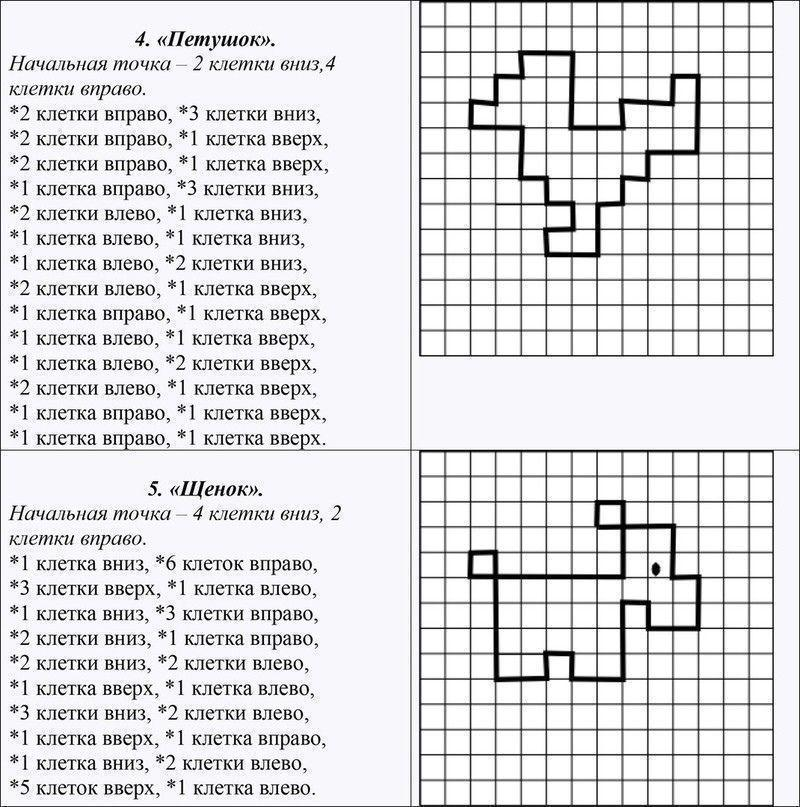 4. «Петушок».
Начальная точка – 2 клетки вниз,4
клетки вправо.
*2 клетки вправо, *3 клетки вниз,
*2 клетки вправо, *1 клетка вверх,
*2 клетки вправо, *1 клетка вверх,
*1 клетка вправо, *3 клетки вниз,
*2 клетки влево, *1 клетка вниз,
*1 клетка влево, *1 клетка вниз,
*1 клетка влево, *2 клетки вниз,
*2 клетки влево, *1 клетка вверх,
*1 клетка вправо, *1 клетка вверх,
*1 клетка влево, *1 клетка вверх,
*1 клетка влево, *2 клетки вверх,
*2 клетки влево, *1 клетка вверх,
*1 клетка вправо, *1 клетка вверх,
*1 клетка вправо, *1 клетка вверх.
5. «Щенок».
Начальная точка – 4 клетки вниз, 2
клетки вправо.
*1 клетка вниз, *6 клеток вправо,
*3 клетки вверх, *1 клетка влево,
*1 клетка вниз, *3 клетки вправо,
*2 клетки вниз, *1 клетка вправо,
*2 клетки вниз, *2 клетки влево,
*1 клетка вверх, *1 клетка влево,
*3 клетки вниз, *2 клетки влево,
*1 клетка вверх, *1 клетка вправо,
*1 клетка вниз, *2 клетки влево,
*5 клеток вверх, *1 клетка влево.